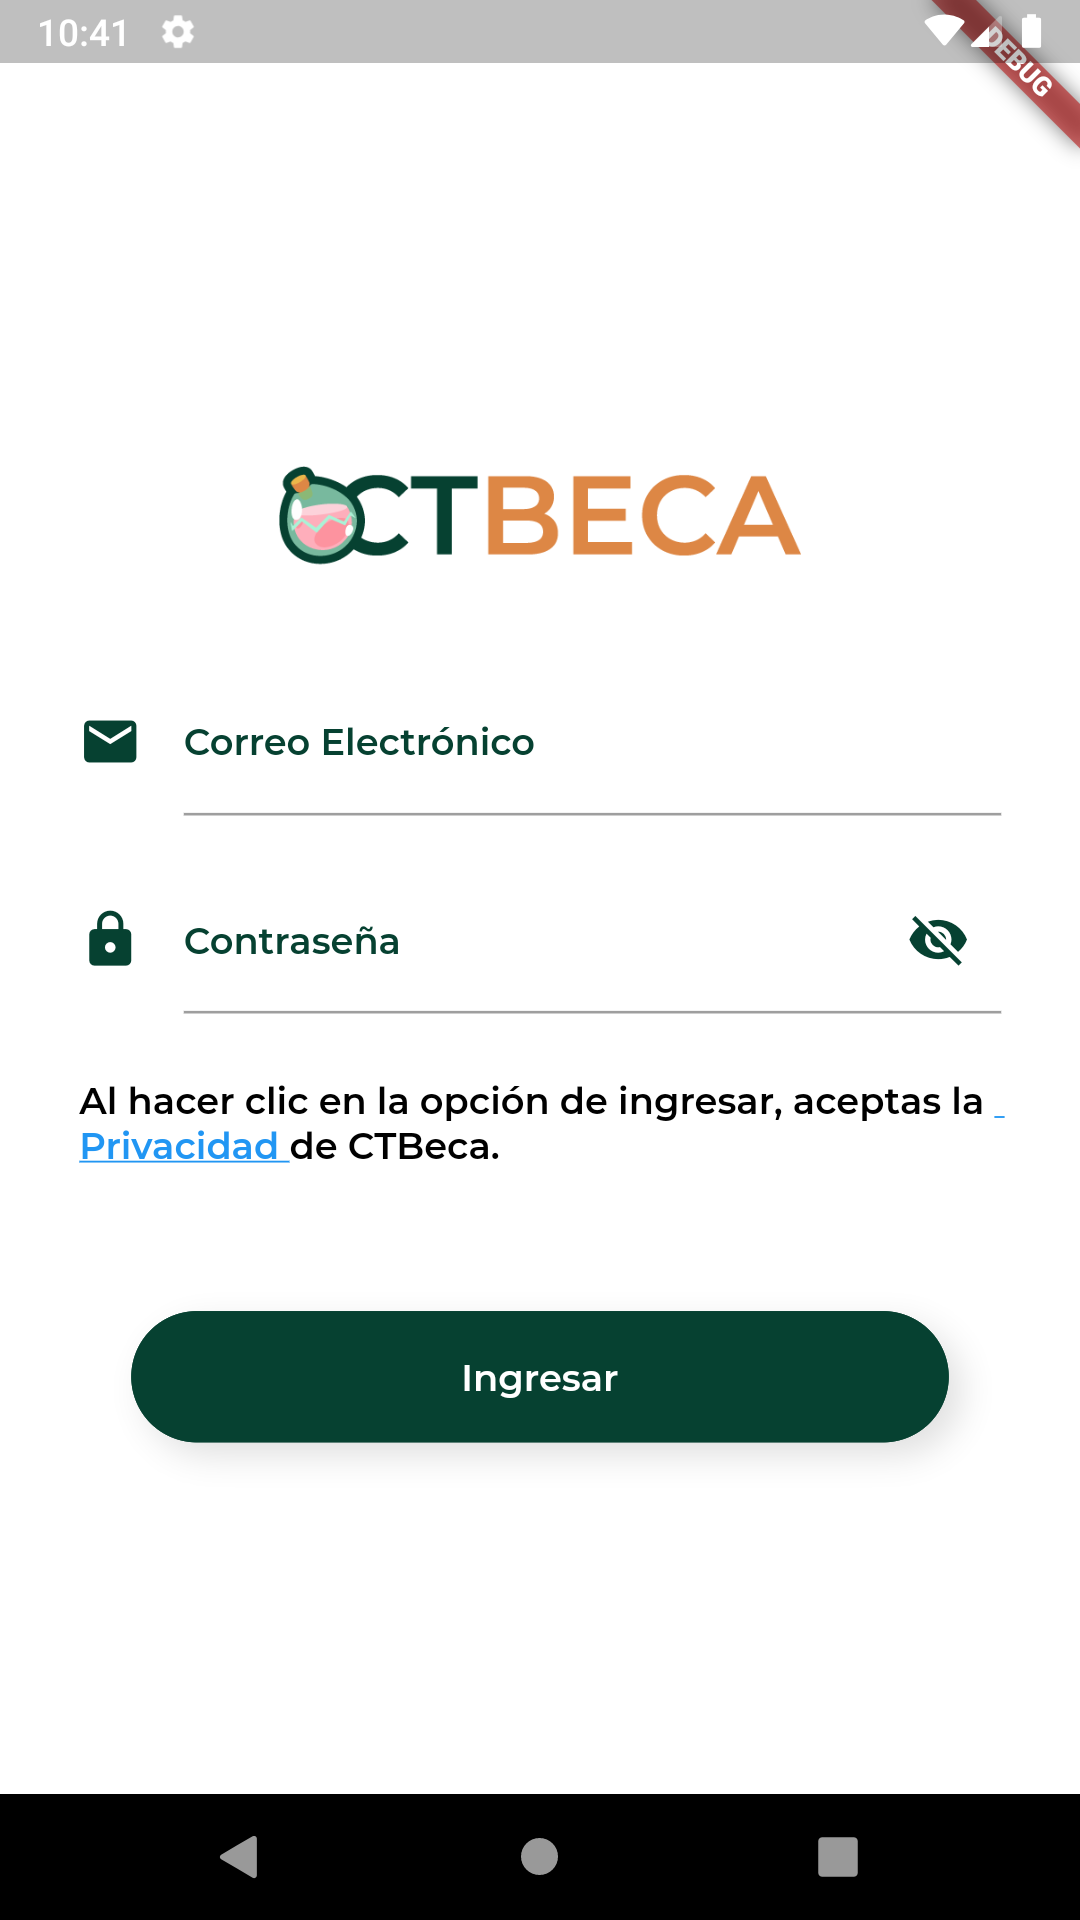 10:41
DEBUG
CTBECA
Correo Electrónico
Contraseña
Al hacer clic en la opción de ingresar, aceptas la
Privacidad de CTBeca.
Ingresar